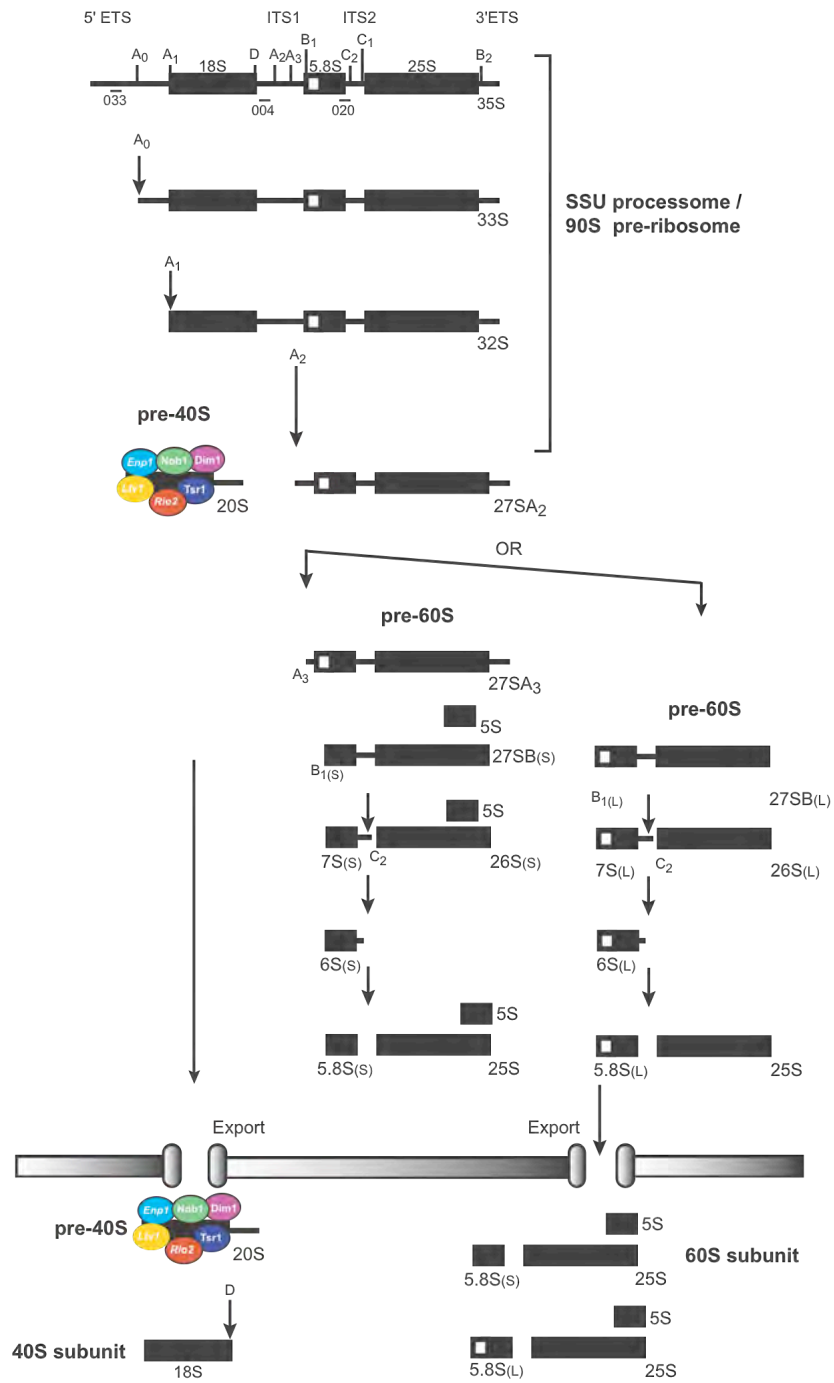 5' ETS ITS1 ITS2 3'ETS
A0 A1 D A2 A3 B1 C2 C1 B2
18S 5.8S 25S
033 004 020 35S
A0
33S
SSU processome /
90S pre-ribosome
A1
32S
A2
pre-40S
Enp1 Nob1 Dim1
Tsr1
Rio2
20S 27SA2
OR
pre-60S
A3 27SA3
5S
pre-60S
27SB(S)
B1(S)
B1(L) 27SB(L)
5S
7S(S) C2 26S(S)
7S(L) C2 26S(L)
6S(S) 6S(L)
5S
5.8S(S) 25S 5.8S(L) 25S
Export Export
Enp1 Nob1 Dim1
pre-40S Tsr1
Rio2 20S
5S
60S subunit
5.8S(S) 25S
D
5S
40S subunit
18S 5.8S(L) 25S